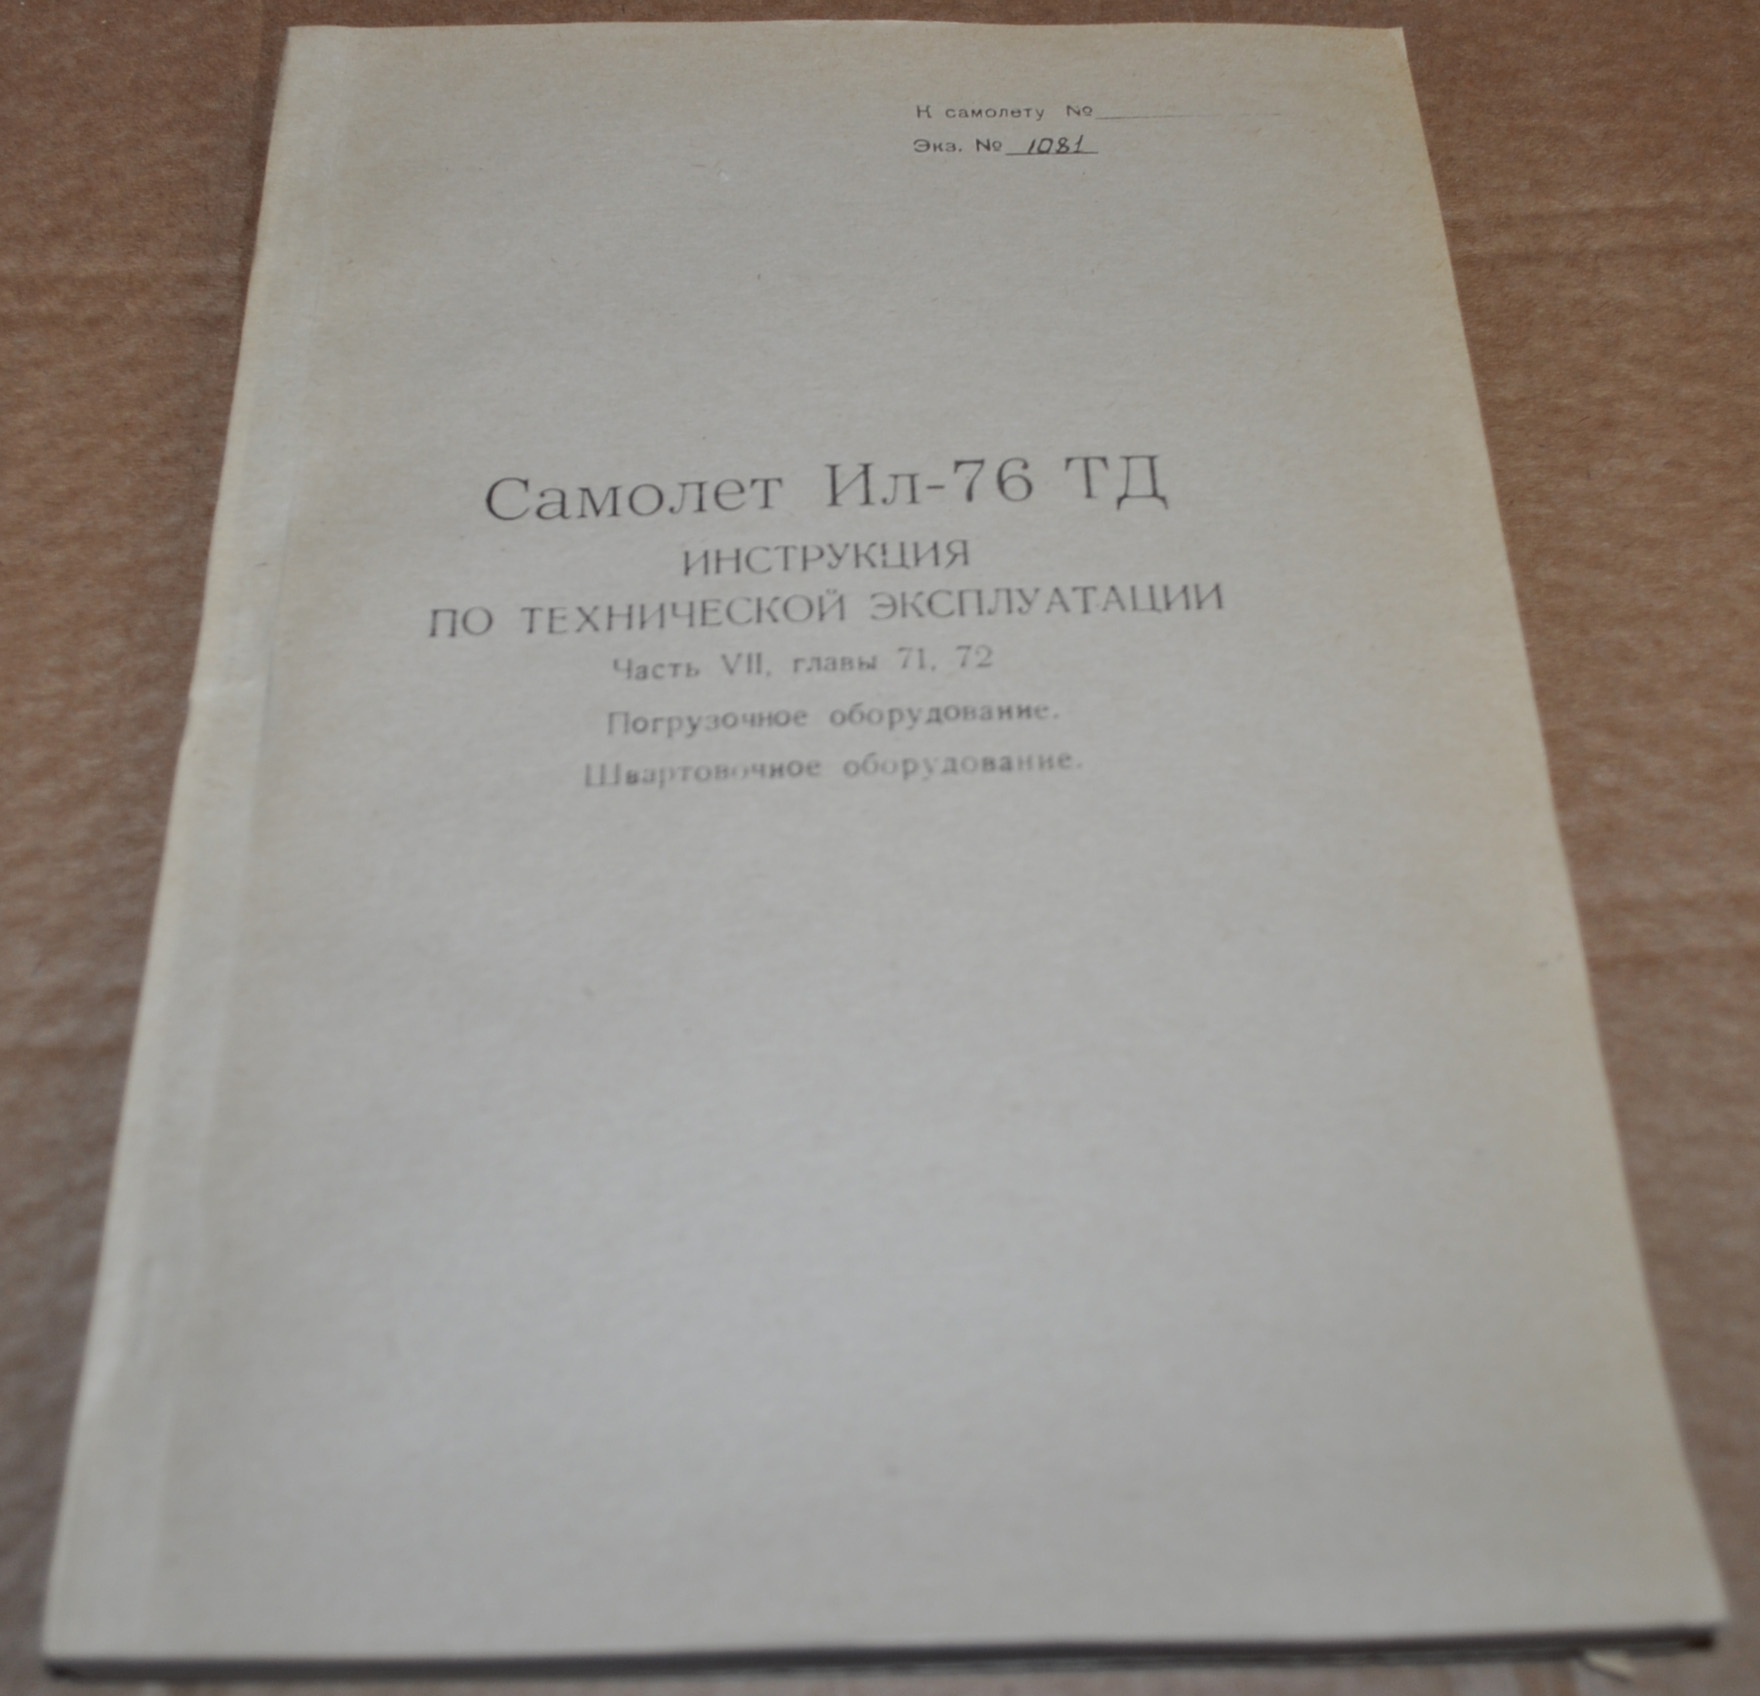 К самолету №
Экз. № 1081
Самолет Ил-76 ТД
ИНСТРУКЦИЯ
ПО ТЕХНИЧЕСКОЙ ЭКСПЛУАТАЦИИ
Часть VII, главы 71, 72
Погрузочное оборудование.
Швартовочное оборудование.